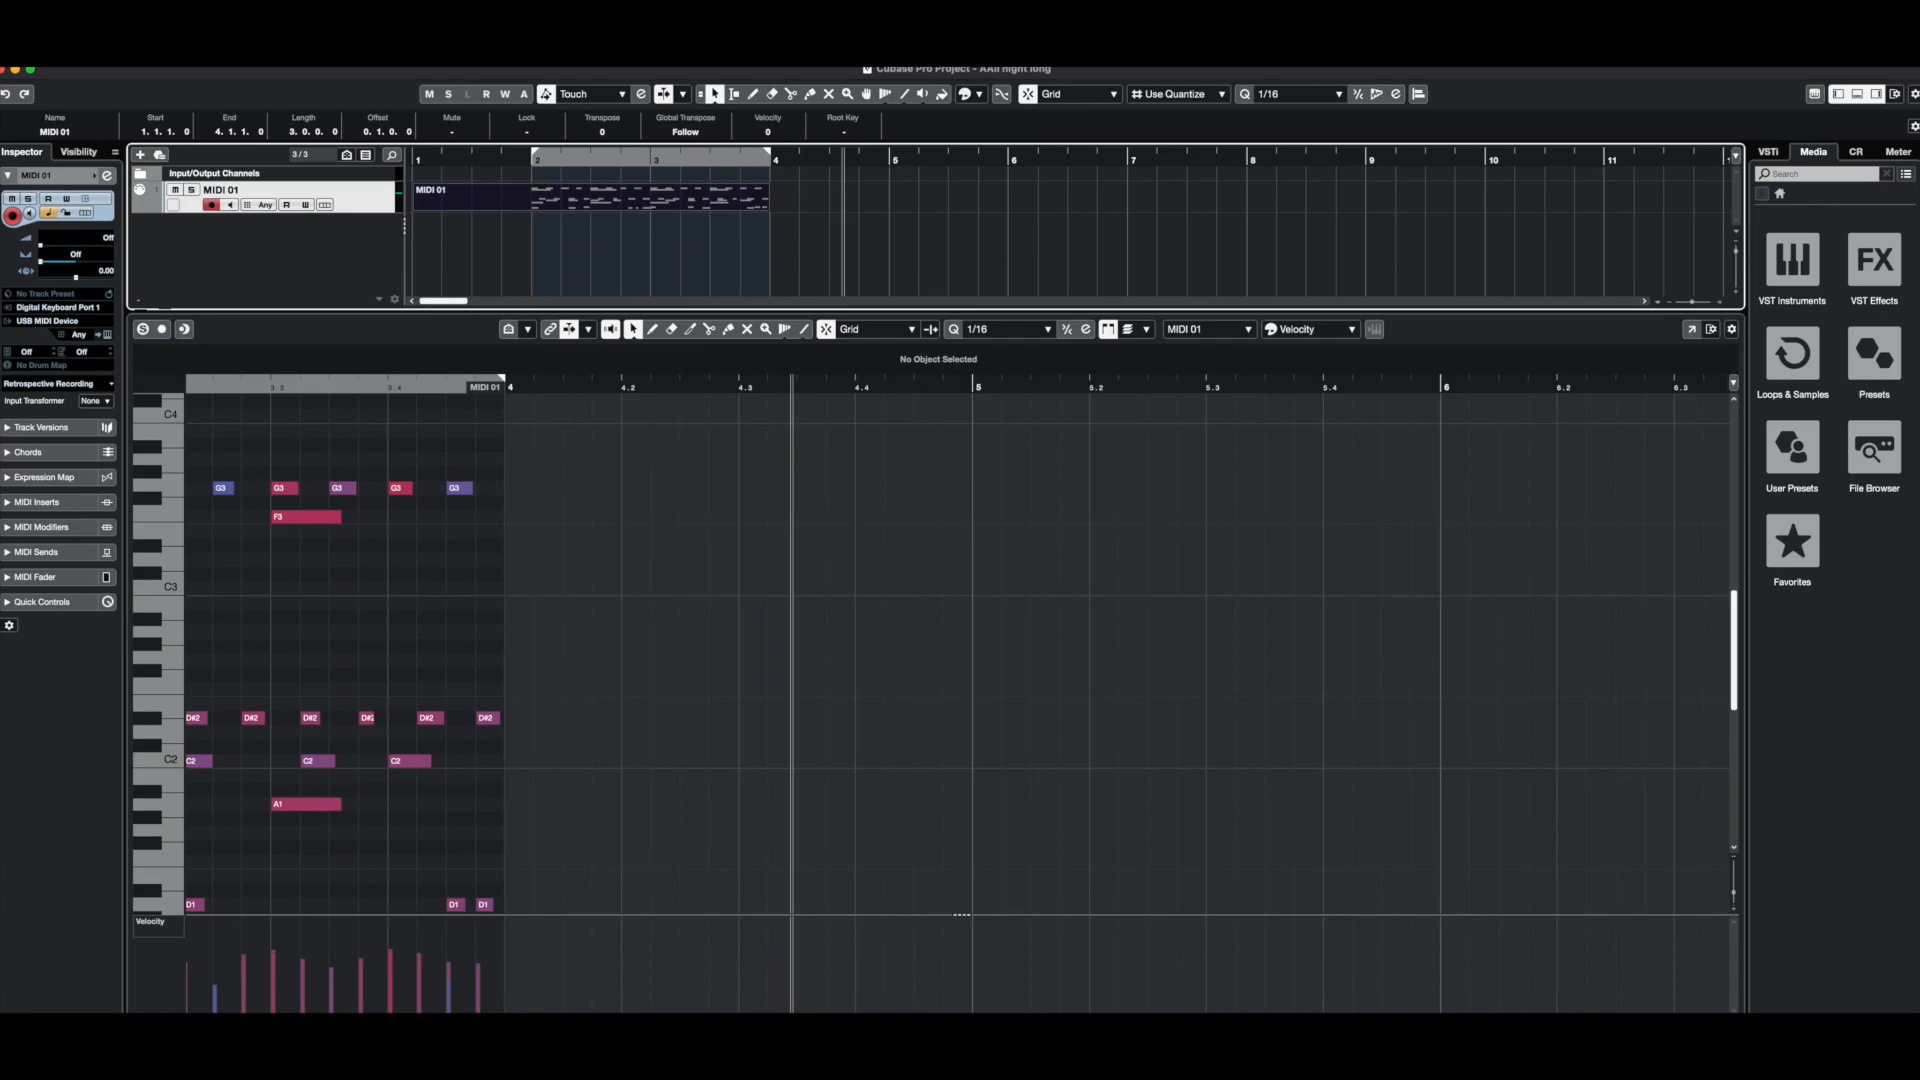 Cubase Pro Project - AAll night long
M S L R W A Touch Grid Use Quantize 1/16
Name Start End Length Offset Mute Lock Transpose Global Transpose Velocity Root Key
MIDI 01 1. 1. 1. 0 4. 1. 1. 0 3. 0. 0. 0 0. 1. 0. 0 - - 0 Follow 0 -
Inspector Visibility 3/3 1 2 3 4 5 6 7 8 9 10 11 VSTi Media CR Meter
Search
Input/Output Channels
MIDI 01 1 M S MIDI 01 MIDI 01
M S R W Any R W
Off
Off
0.00
No Track Preset
Digital Keyboard Port 1
USB MIDI Device
Any
Off Off
No Drum Map
Retrospective Recording
Input Transformer None
Track Versions
Chords
Expression Map
MIDI Inserts
MIDI Modifiers
MIDI Sends
MIDI Fader
Quick Controls
Grid 1/16 MIDI 01 Velocity
No Object Selected
3.3 3.4 MIDI 01 4 4.2 4.3 4.4 5 5.2 5.3 5.4 6 6.2 6.3
C4
G3 G3 G3 G3 G3
F3
C3
D#2 D#2 D#2 D#2 D#2 D#2
C2 C2 C2 C2
A1
D1 D1 D1
Velocity
FX
VST Instruments VST Effects
Loops & Samples Presets
User Presets File Browser
Favorites